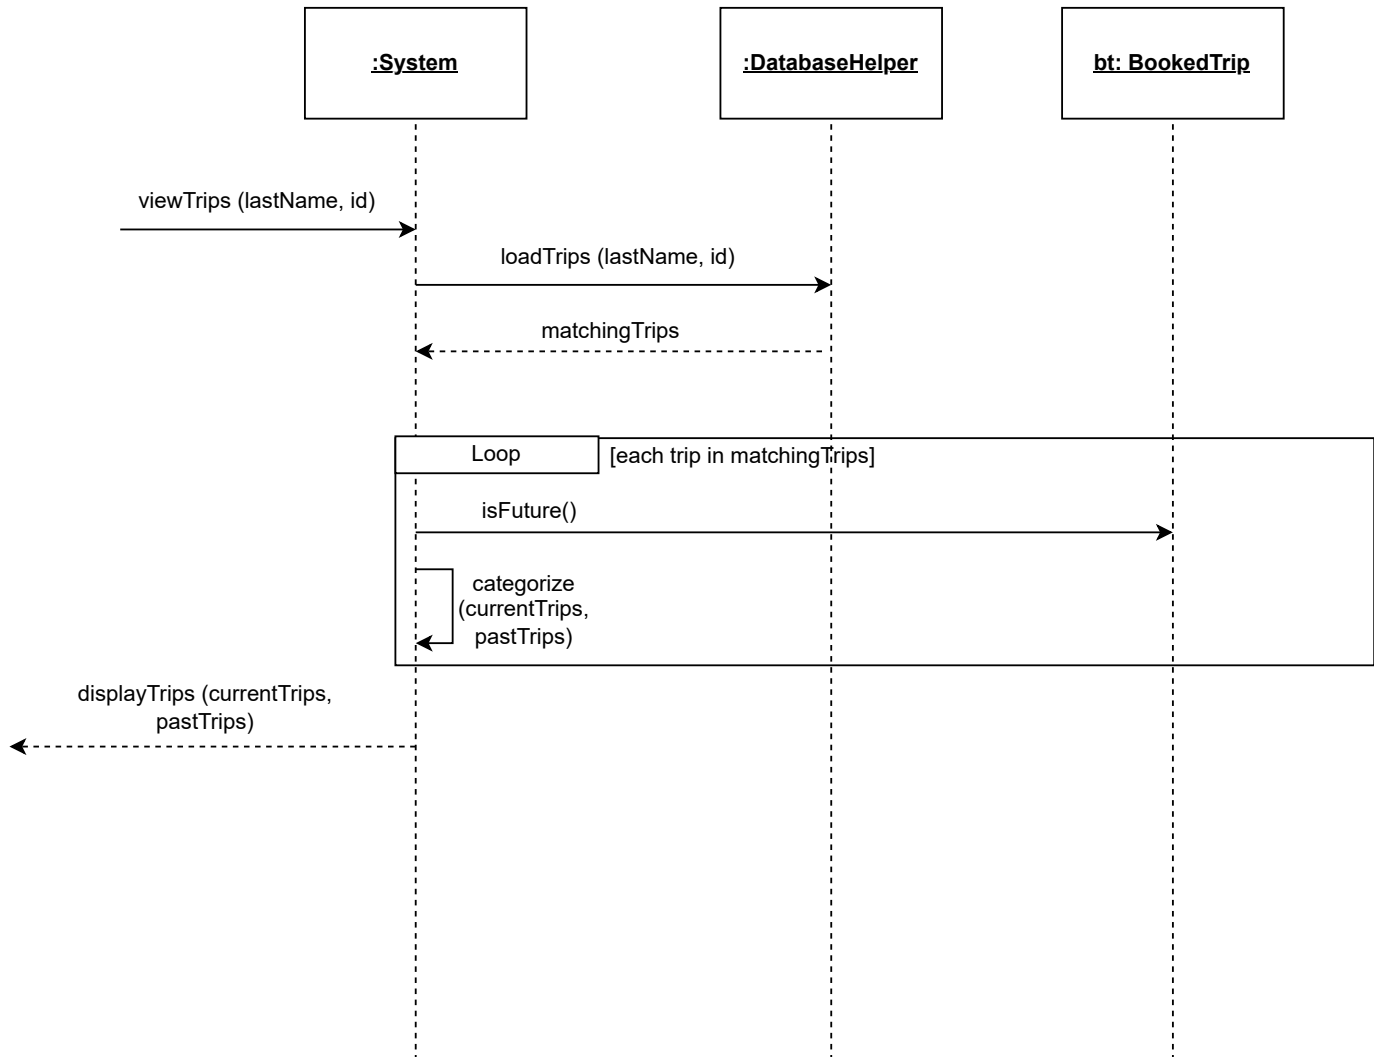 :System
:DatabaseHelper
bt: BookedTrip
viewTrips (lastName, id)
loadTrips (lastName, id)
matchingTrips
Loop
[each trip in matchingTrips]
isFuture()
categorize
(currentTrips,
pastTrips)
displayTrips (currentTrips,
pastTrips)